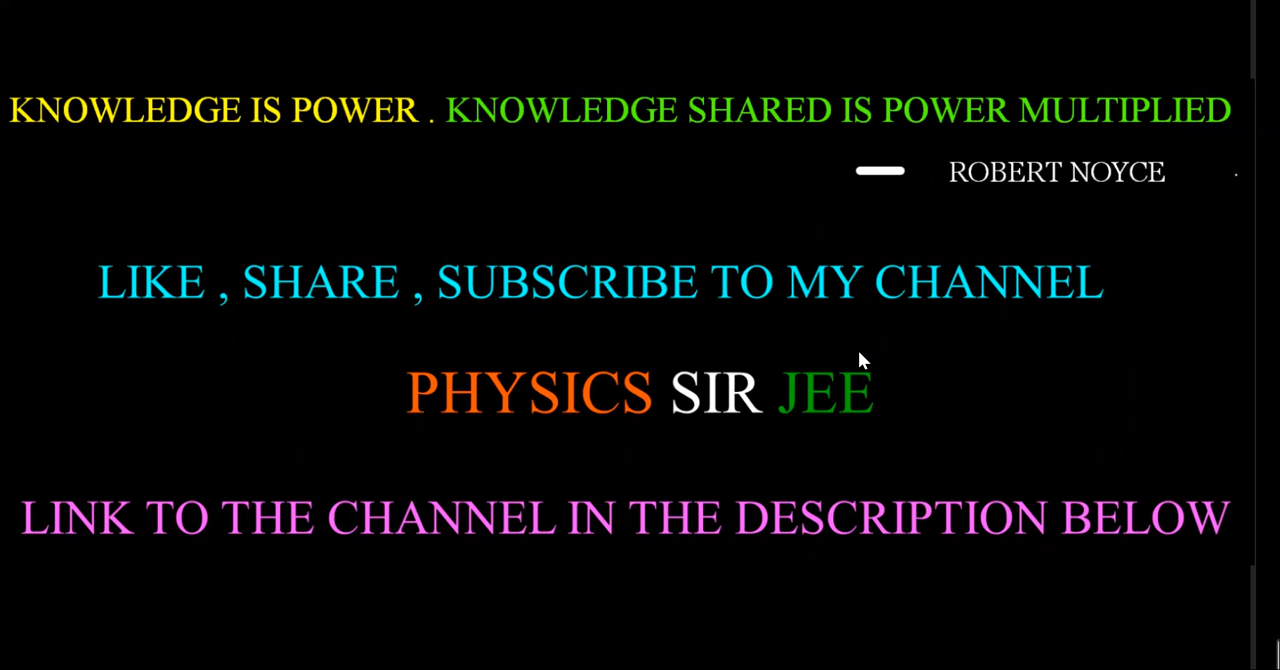 KNOWLEDGE IS POWER . KNOWLEDGE SHARED IS POWER MULTIPLIED
— ROBERT NOYCE .
LIKE , SHARE , SUBSCRIBE TO MY CHANNEL
PHYSICS SIR JEE
LINK TO THE CHANNEL IN THE DESCRIPTION BELOW